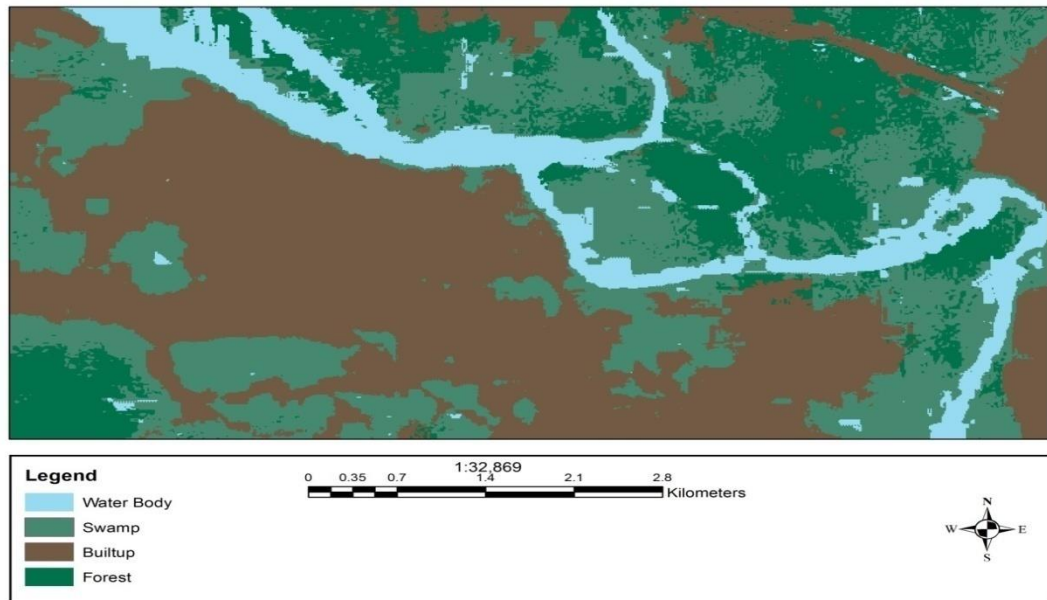 Legend
Water Body
Swamp
Builtup
Forest
1:32,869
0 0.35 0.7 1.4 2.1 2.8
Kilometers
N
W E
S